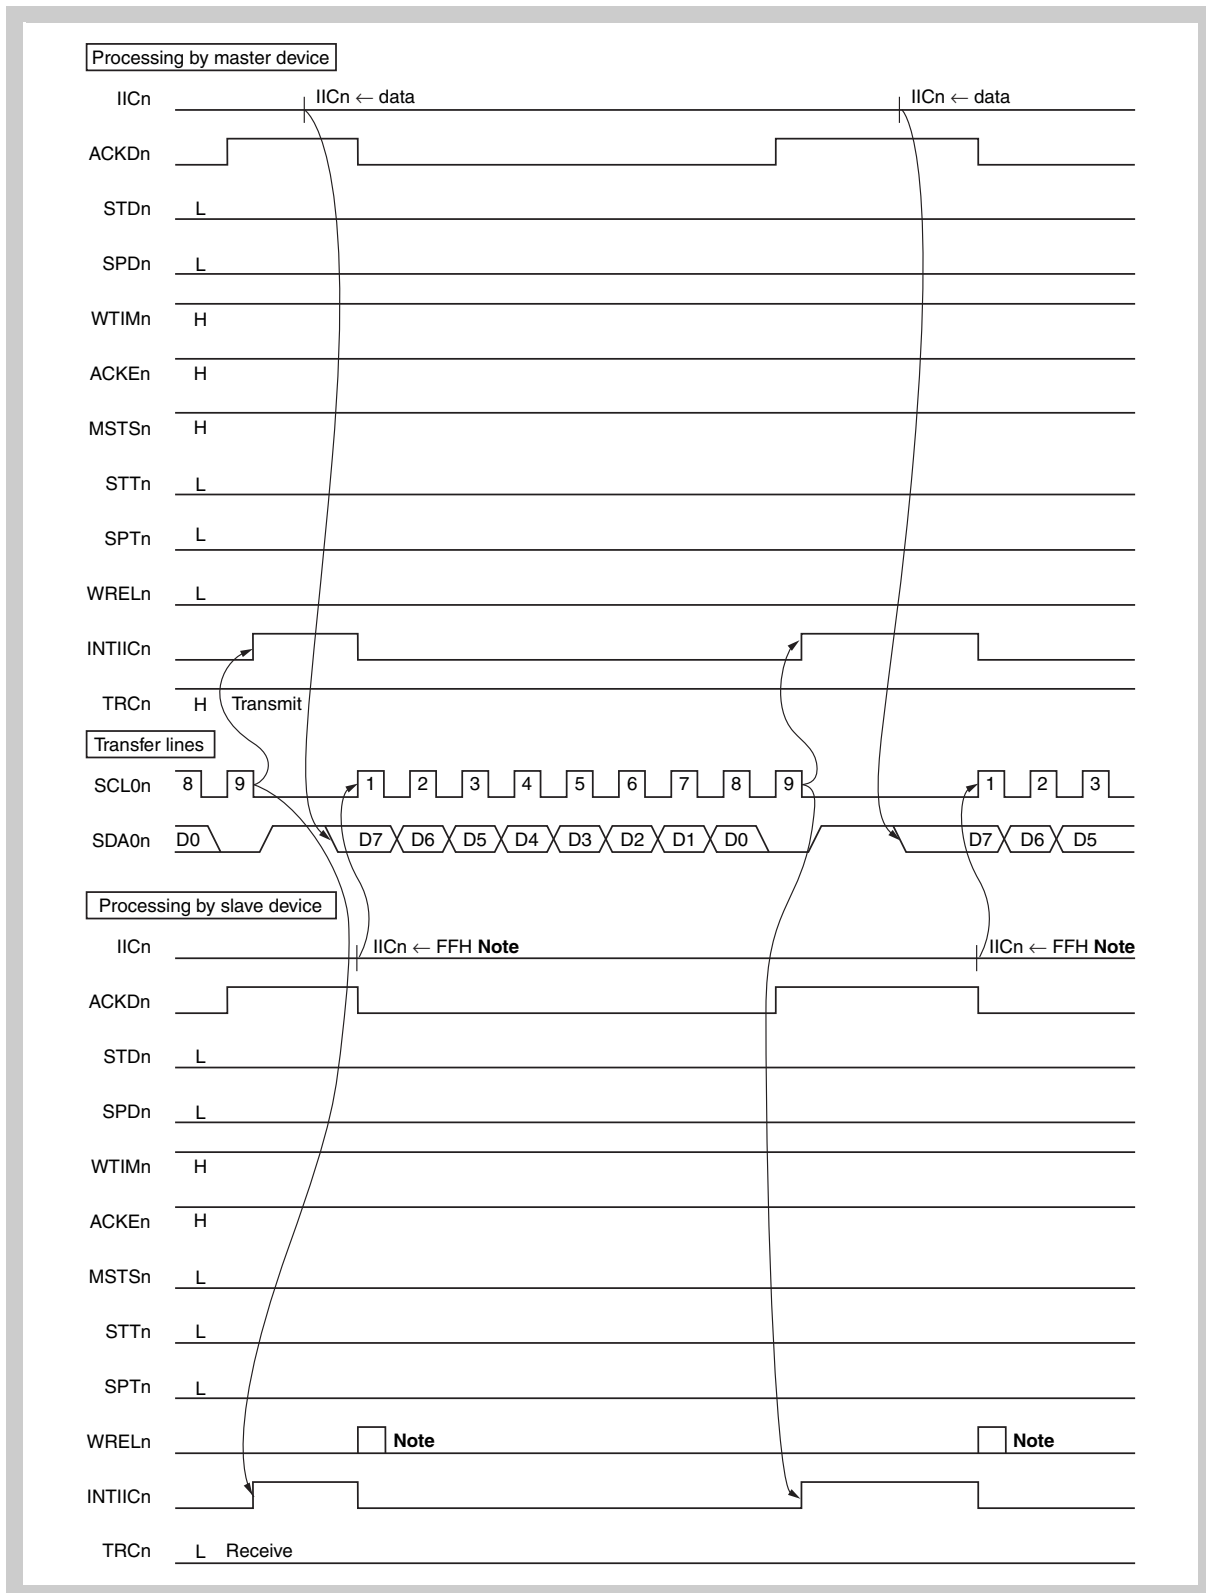 Processing by master device
IICn IICn ← data IICn ← data
ACKDn
STDn L
SPDn L
WTIMn H
ACKEn H
MSTSn H
STTn L
SPTn L
WRELn L
INTIICn
TRCn H Transmit
Transfer lines
SCL0n 8 9 1 2 3 4 5 6 7 8 9 1 2 3
SDA0n D0 D7 D6 D5 D4 D3 D2 D1 D0 D7 D6 D5
Processing by slave device
IICn IICn ← FFH Note IICn ← FFH Note
ACKDn
STDn L
SPDn L
WTIMn H
ACKEn H
MSTSn L
STTn L
SPTn L
WRELn Note Note
INTIICn
TRCn L Receive